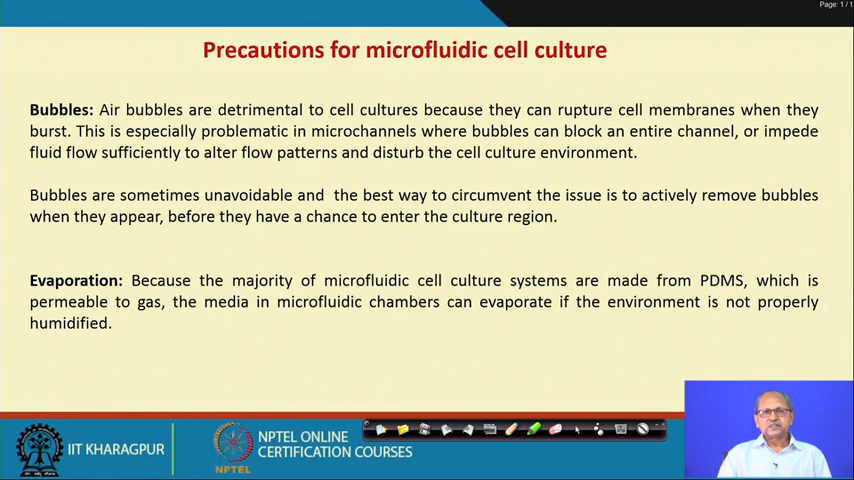 Page: 1 / 1
Precautions for microfluidic cell culture
Bubbles: Air bubbles are detrimental to cell cultures because they can rupture cell membranes when they
burst. This is especially problematic in microchannels where bubbles can block an entire channel, or impede
fluid flow sufficiently to alter flow patterns and disturb the cell culture environment.
Bubbles are sometimes unavoidable and the best way to circumvent the issue is to actively remove bubbles
when they appear, before they have a chance to enter the culture region.
Evaporation: Because the majority of microfluidic cell culture systems are made from PDMS, which is
permeable to gas, the media in microfluidic chambers can evaporate if the environment is not properly
humidified.
IIT KHARAGPUR
NPTEL
NPTEL ONLINE
CERTIFICATION COURSES